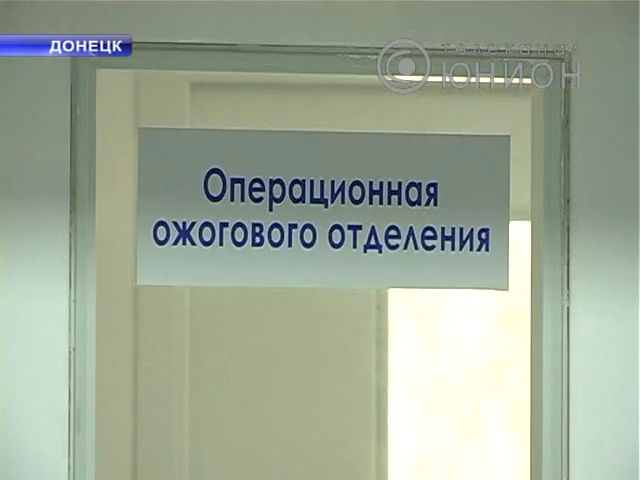 ДОНЕЦК
телеканал
ЮНИОН
Операционная
ожогового отделения